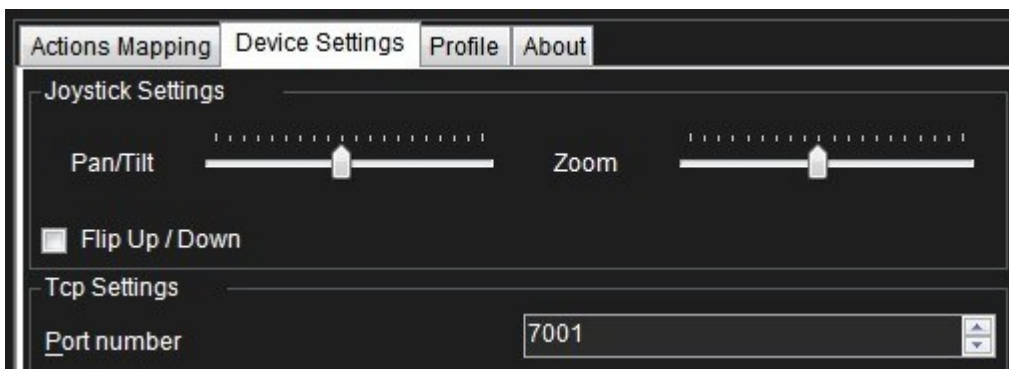 Actions Mapping Device Settings Profile About
Joystick Settings
Pan/Tilt Zoom
Flip Up / Down
Tcp Settings
Port number 7001